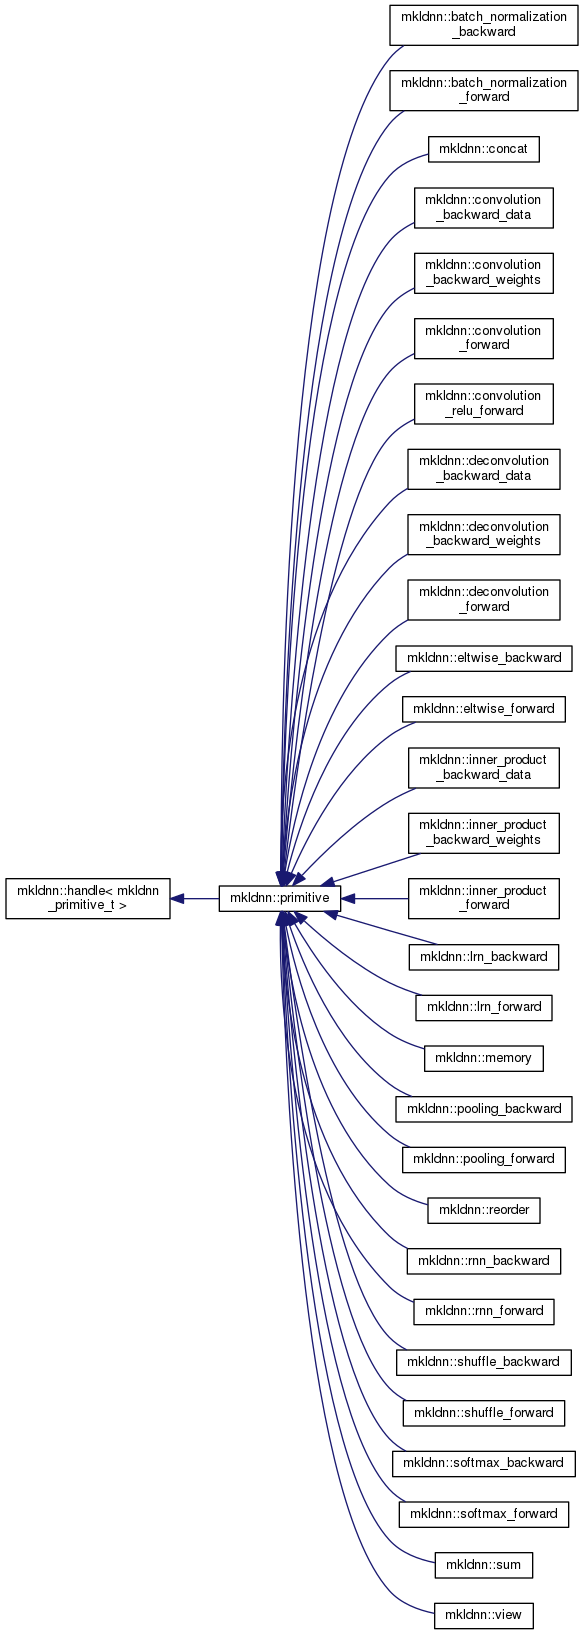 mkldnn::batch_normalization
_backward
mkldnn::batch_normalization
_forward
mkldnn::concat
mkldnn::convolution
_backward_data
mkldnn::convolution
_backward_weights
mkldnn::convolution
_forward
mkldnn::convolution
_relu_forward
mkldnn::deconvolution
_backward_data
mkldnn::deconvolution
_backward_weights
mkldnn::deconvolution
_forward
mkldnn::eltwise_backward
mkldnn::eltwise_forward
mkldnn::inner_product
_backward_data
mkldnn::inner_product
_backward_weights
mkldnn::handle< mkldnn
_primitive_t >
mkldnn::primitive
mkldnn::inner_product
_forward
mkldnn::lrn_backward
mkldnn::lrn_forward
mkldnn::memory
mkldnn::pooling_backward
mkldnn::pooling_forward
mkldnn::reorder
mkldnn::rnn_backward
mkldnn::rnn_forward
mkldnn::shuffle_backward
mkldnn::shuffle_forward
mkldnn::softmax_backward
mkldnn::softmax_forward
mkldnn::sum
mkldnn::view